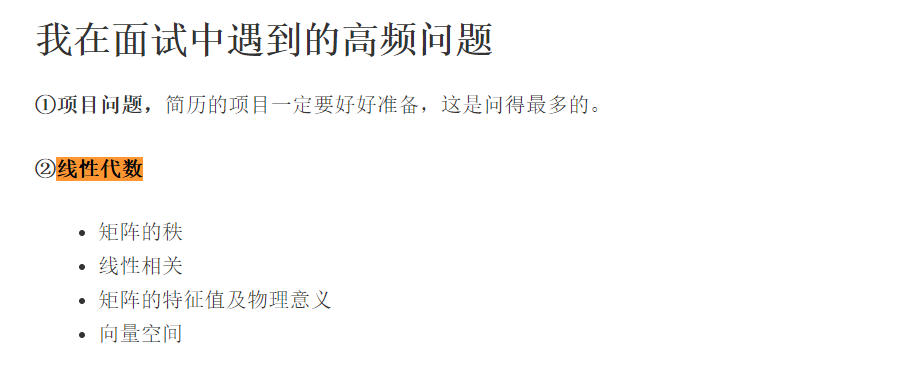 我在面试中遇到的高频问题
①项目问题，简历的项目一定要好好准备，这是问得最多的。
②线性代数
• 矩阵的秩
• 线性相关
• 矩阵的特征值及物理意义
• 向量空间